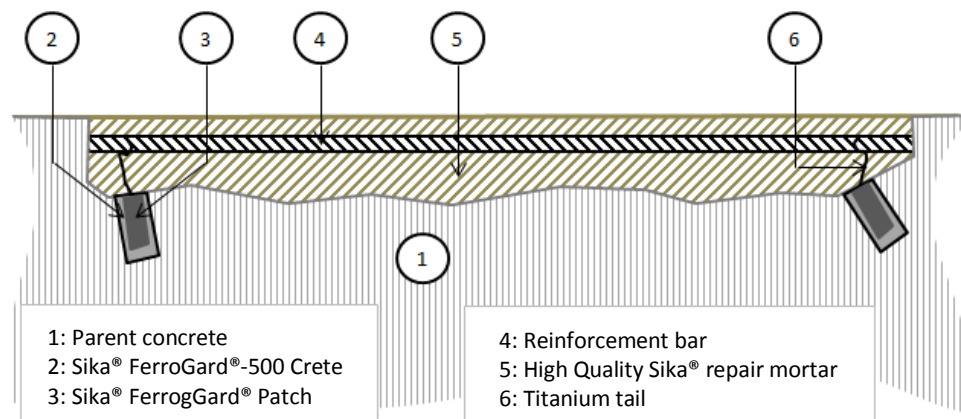 2 3 4 5 6
1
1: Parent concrete
2: Sika® FerroGard®-500 Crete
3: Sika® FerrogGard® Patch
4: Reinforcement bar
5: High Quality Sika® repair mortar
6: Titanium tail